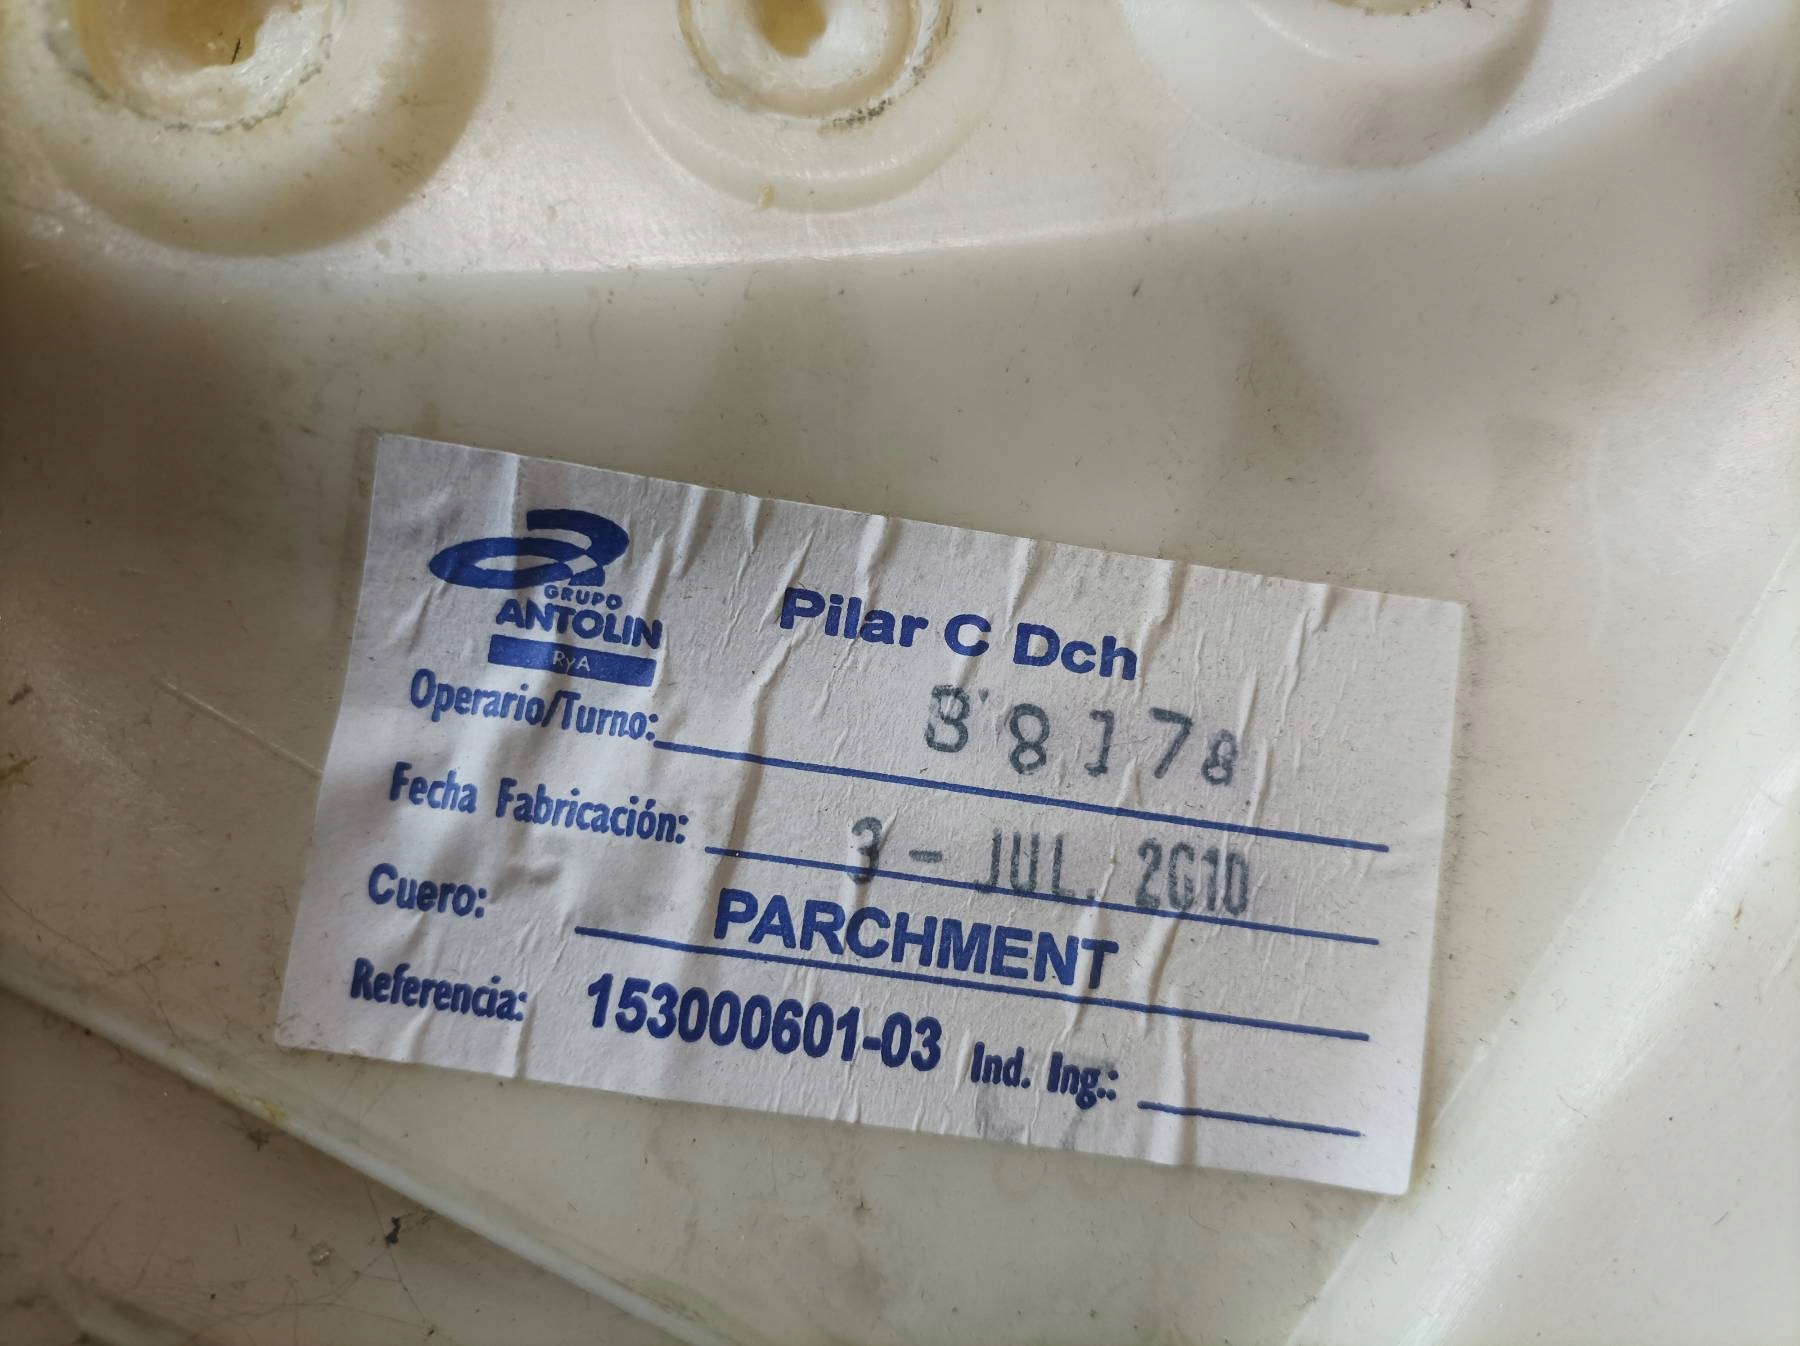 GRUPO
ANTOLIN
RyA
Pilar C Dch
Operario/Turno: 38178
Fecha Fabricación: 3 - JUL. 2010
Cuero: PARCHMENT
Referencia: 153000601-03 Ind. Ing.: